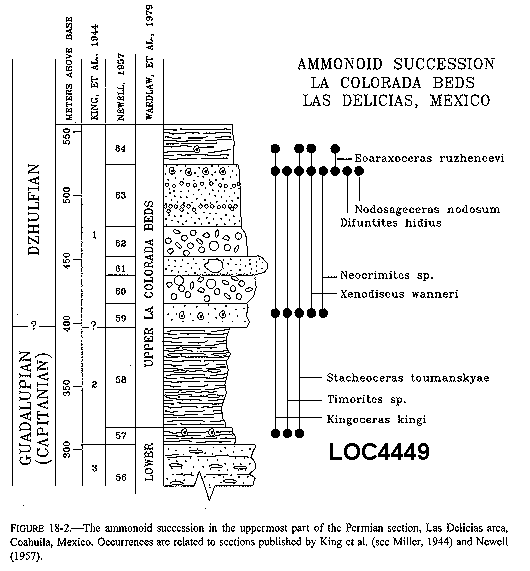 AMMONOID SUCCESSION
LA COLORADA BEDS
LAS DELICIAS, MEXICO
METERS ABOVE BASE
KING, ET AL., 1944
NEWELL, 1957
WARDLAW, ET AL., 1979
550
500
450
400
350
300
DZHULFIAN
?
GUADALUPIAN
(CAPITANIAN)
1
?
2
3
64
63
62
61
60
59
58
57
56
UPPER LA COLORADA BEDS
LOWER
Eoaraxoceras ruzhencevi
Nodosageceras nodosum
Difuntites hidius
Neocrimites sp.
Xenodiscus wanneri
Stacheoceras toumanskyae
Timorites sp.
Kingoceras kingi
LOC4449
FIGURE 18-2.—The ammonoid succession in the uppermost part of the Permian section, Las Delicias area,
Coahuila, Mexico. Occurrences are related to sections published by King et al. (see Miller, 1944) and Newell
(1957).